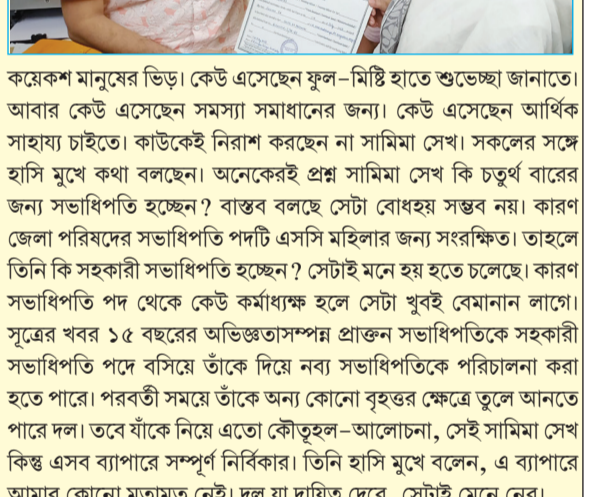 কয়েকশ মানুষের ভিড়। কেউ এসেছেন ফুল-মিষ্টি হাতে শুভেচ্ছা জানাতে।
আবার কেউ এসেছেন সমস্যা সমাধানের জন্য। কেউ এসেছেন আর্থিক
সাহায্য চাইতে। কাউকেই নিরাশ করছেন না সামিমা সেখ। সকলের সঙ্গে
হাসি মুখে কথা বলছেন। অনেকেরই প্রশ্ন সামিমা সেখ কি চতুর্থ বারের
জন্য সভাধিপতি হচ্ছেন? বাস্তব বলছে সেটা বোধহয় সম্ভব নয়। কারণ
জেলা পরিষদের সভাধিপতি পদটি এসসি মহিলার জন্য সংরক্ষিত। তাহলে
তিনি কি সহকারী সভাধিপতি হচ্ছেন? সেটাই মনে হয় হতে চলেছে। কারণ
সভাধিপতি পদ থেকে কেউ কর্মাধ্যক্ষ হলে সেটা খুবই বেমানান লাগে।
সূত্রের খবর ১৫ বছরের অভিজ্ঞতাসম্পন্ন প্রাক্তন সভাধিপতিকে সহকারী
সভাধিপতি পদে বসিয়ে তাঁকে দিয়ে নব্য সভাধিপতিকে পরিচালনা করা
হতে পারে। পরবর্তী সময়ে তাঁকে অন্য কোনো বৃহত্তর ক্ষেত্রে তুলে আনতে
পারে দল। তবে যাঁকে নিয়ে এতো কৌতূহল-আলোচনা, সেই সামিমা সেখ
কিন্তু এসব ব্যাপারে সম্পূর্ণ নির্বিকার। তিনি হাসি মুখে বলেন, এ ব্যাপারে
আমার কোনো মতামত নেই। দল যা দায়িত্ব দেবে, সেটাই মেনে নেব।